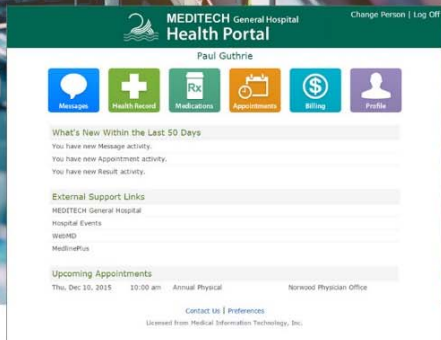 MEDITECH General Hospital
Health Portal
Change Person | Log Off
Paul Guthrie
Messages
Health Record
Rx
Medications
Appointments
$
Billing
Profile
What's New Within the Last 50 Days
You have new Message activity.
You have new Appointment activity.
You have new Result activity.
External Support Links
MEDITECH General Hospital
Hospital Events
WebMD
MedlinePlus
Upcoming Appointments
Thu, Dec 10, 2015 10:00 am Annual Physical Norwood Physician Office
Contact Us | Preferences
Licensed from Medical Information Technology, Inc.